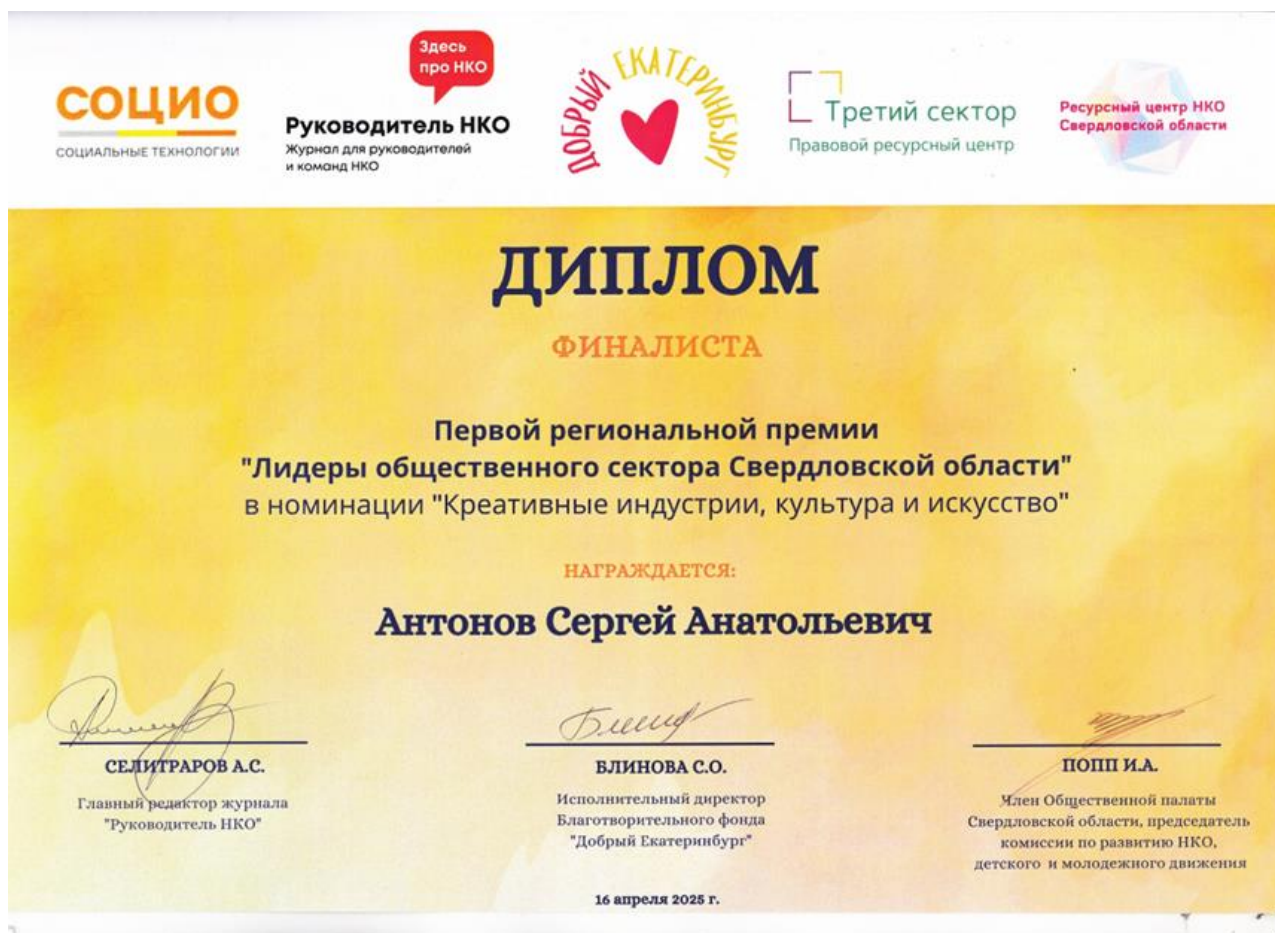 СОЦИО
СОЦИАЛЬНЫЕ ТЕХНОЛОГИИ
Здесь
про НКО
Руководитель НКО
Журнал для руководителей
и команд НКО
ДОБРЫЙ ЕКАТЕРИНБУРГ
Третий сектор
Правовой ресурсный центр
Ресурсный центр НКО
Свердловской области
ДИПЛОМ
ФИНАЛИСТА
Первой региональной премии
"Лидеры общественного сектора Свердловской области"
в номинации "Креативные индустрии, культура и искусство"
НАГРАЖДАЕТСЯ:
Антонов Сергей Анатольевич
СЕЛИТРАРОВ А.С.
Главный редактор журнала
"Руководитель НКО"
БЛИНОВА С.О.
Исполнительный директор
Благотворительного фонда
"Добрый Екатеринбург"
ПОПП И.А.
Член Общественной палаты
Свердловской области, председатель
комиссии по развитию НКО,
детского и молодежного движения
16 апреля 2025 г.